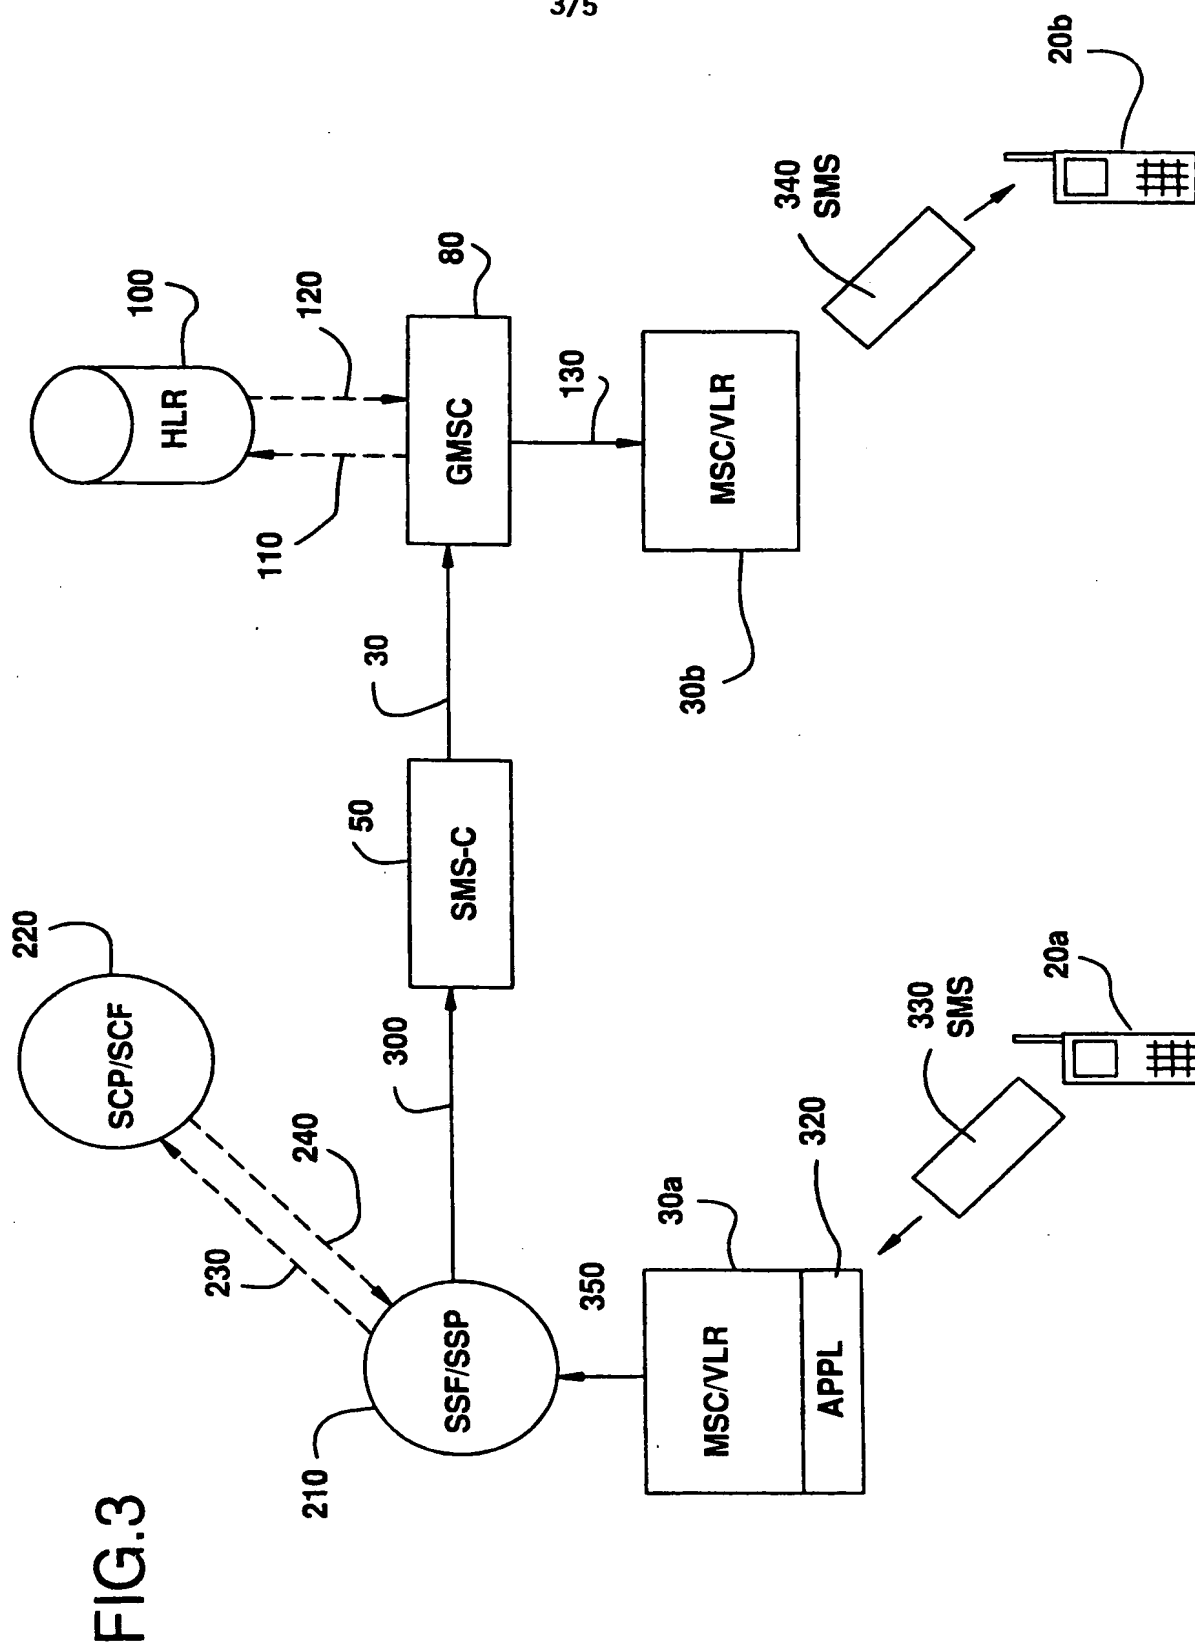 3/5
FIG.3
SCP/SCF
220
230
240
SSF/SSP
210
300
SMS-C
50
30
GMSC
80
HLR
100
110
120
130
MSC/VLR
30b
340
SMS
20b
350
MSC/VLR
30a
APPL
320
330
SMS
20a